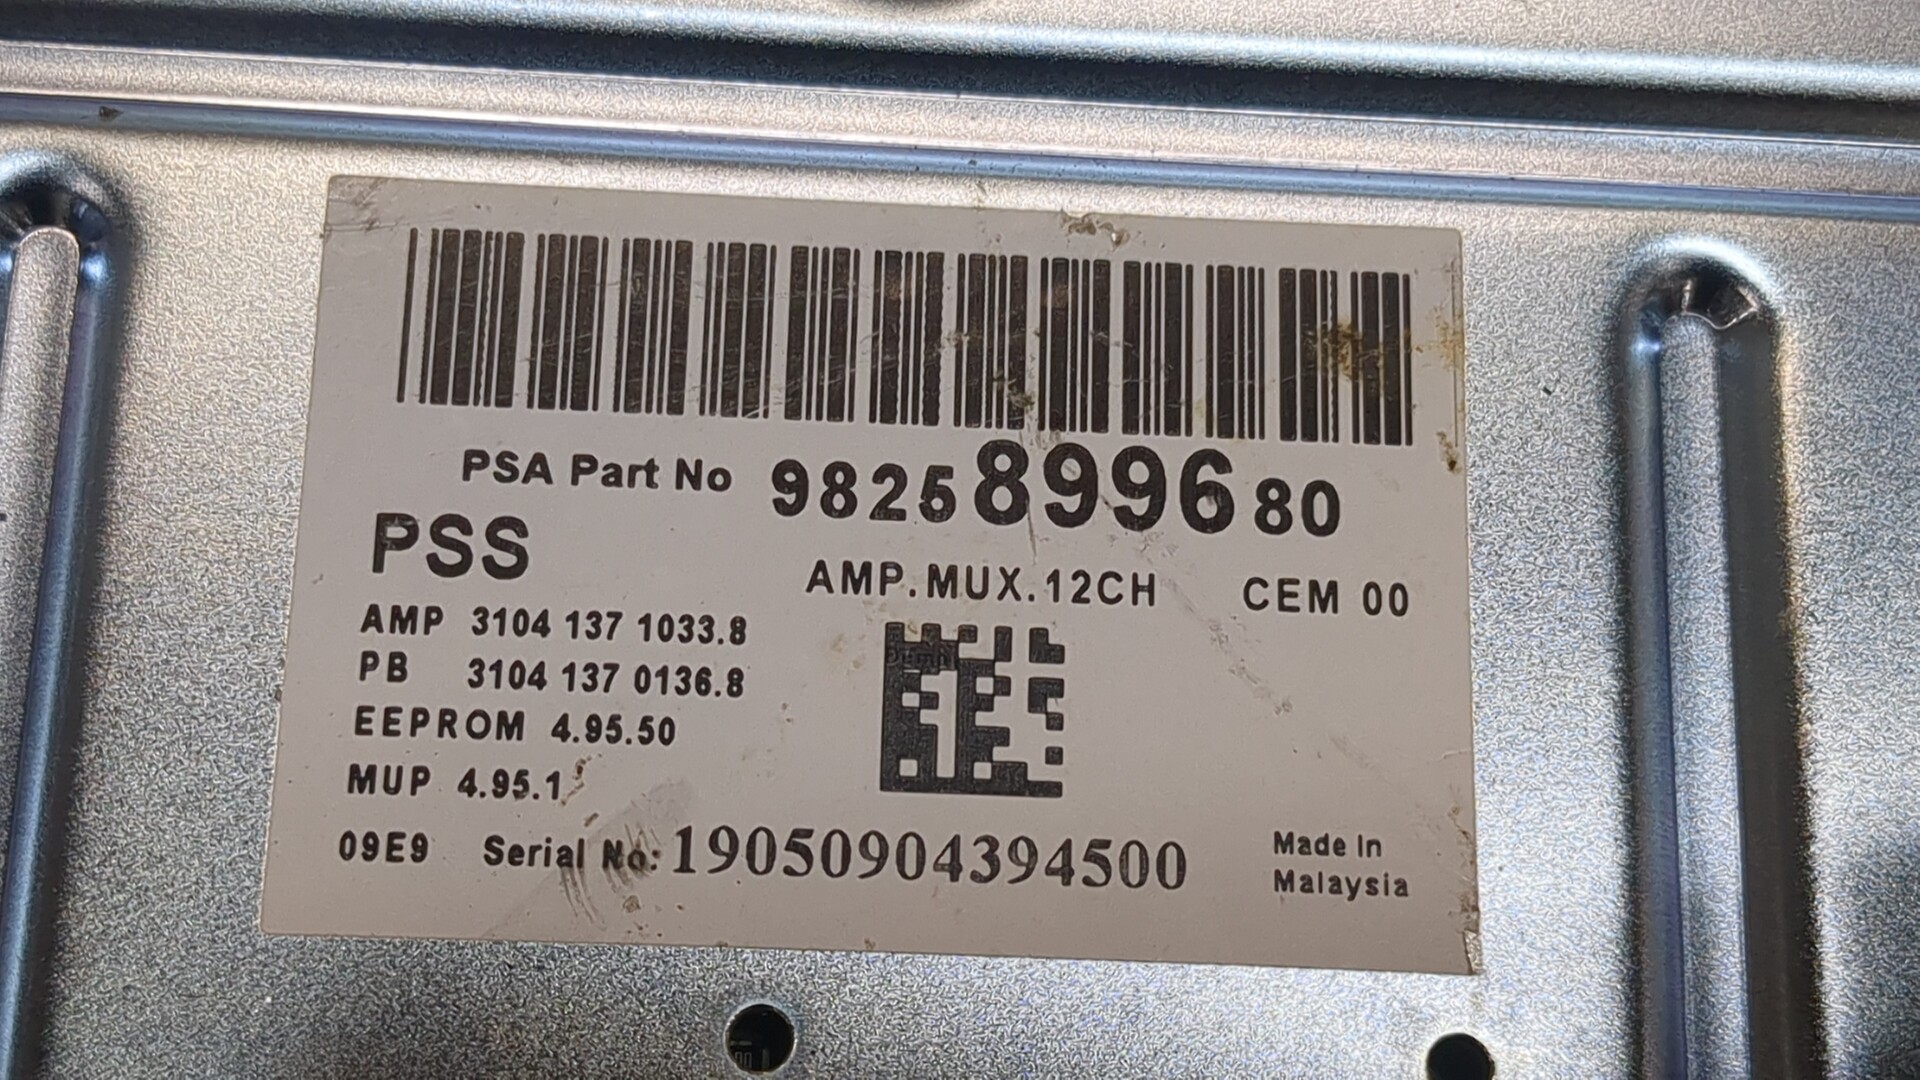 PSA Part No 9825899680
PSS
AMP.MUX.12CH CEM 00
AMP 3104 137 1033.8
PB 3104 137 0136.8
EEPROM 4.95.50
MUP 4.95.1
09E9 Serial No: 19050904394500
Made In
Malaysia